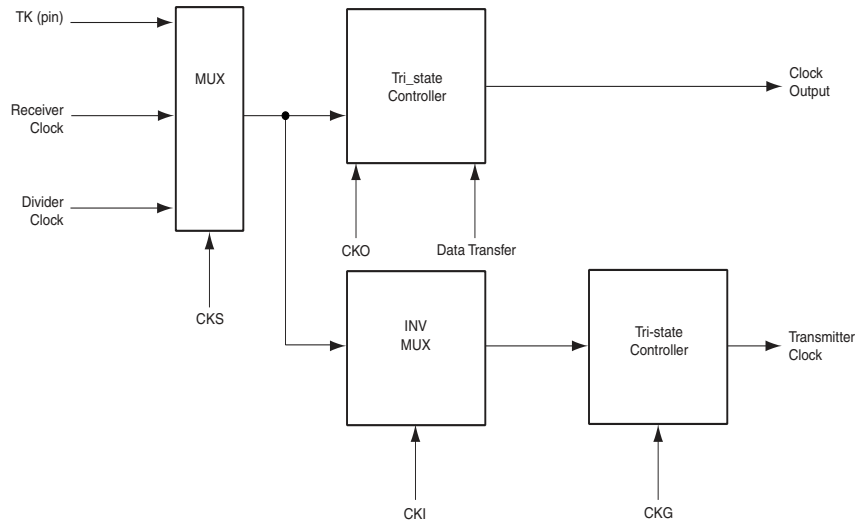 TK (pin)
MUX
Tri_state
Controller
Clock
Output
Receiver
Clock
Divider
Clock
CKO
Data Transfer
CKS
INV
MUX
Tri-state
Controller
Transmitter
Clock
CKI
CKG